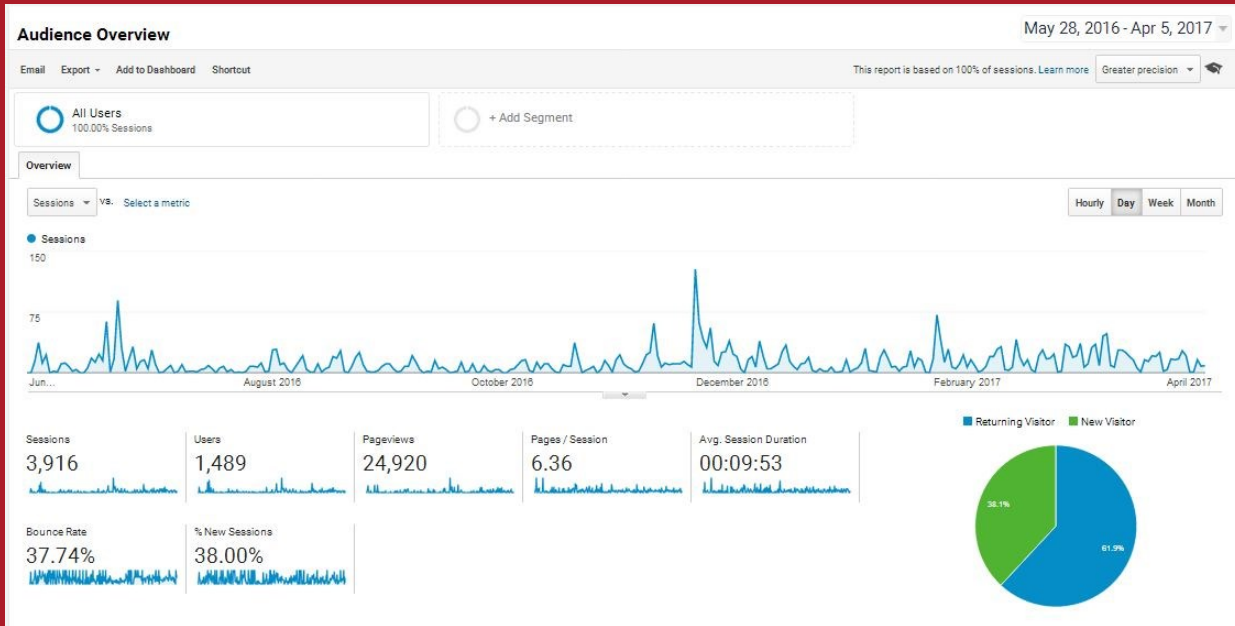 Audience Overview
May 28, 2016 - Apr 5, 2017
Email Export Add to Dashboard Shortcut
This report is based on 100% of sessions. Learn more Greater precision
All Users
100.00% Sessions
+ Add Segment
Overview
Sessions VS. Select a metric
Hourly Day Week Month
Sessions
150
75
Jun... August 2016 October 2016 December 2016 February 2017 April 2017
Returning Visitor New Visitor
Sessions Users Pageviews Pages / Session Avg. Session Duration
3,916 1,489 24,920 6.36 00:09:53
38.1%
61.9%
Bounce Rate % New Sessions
37.74% 38.00%